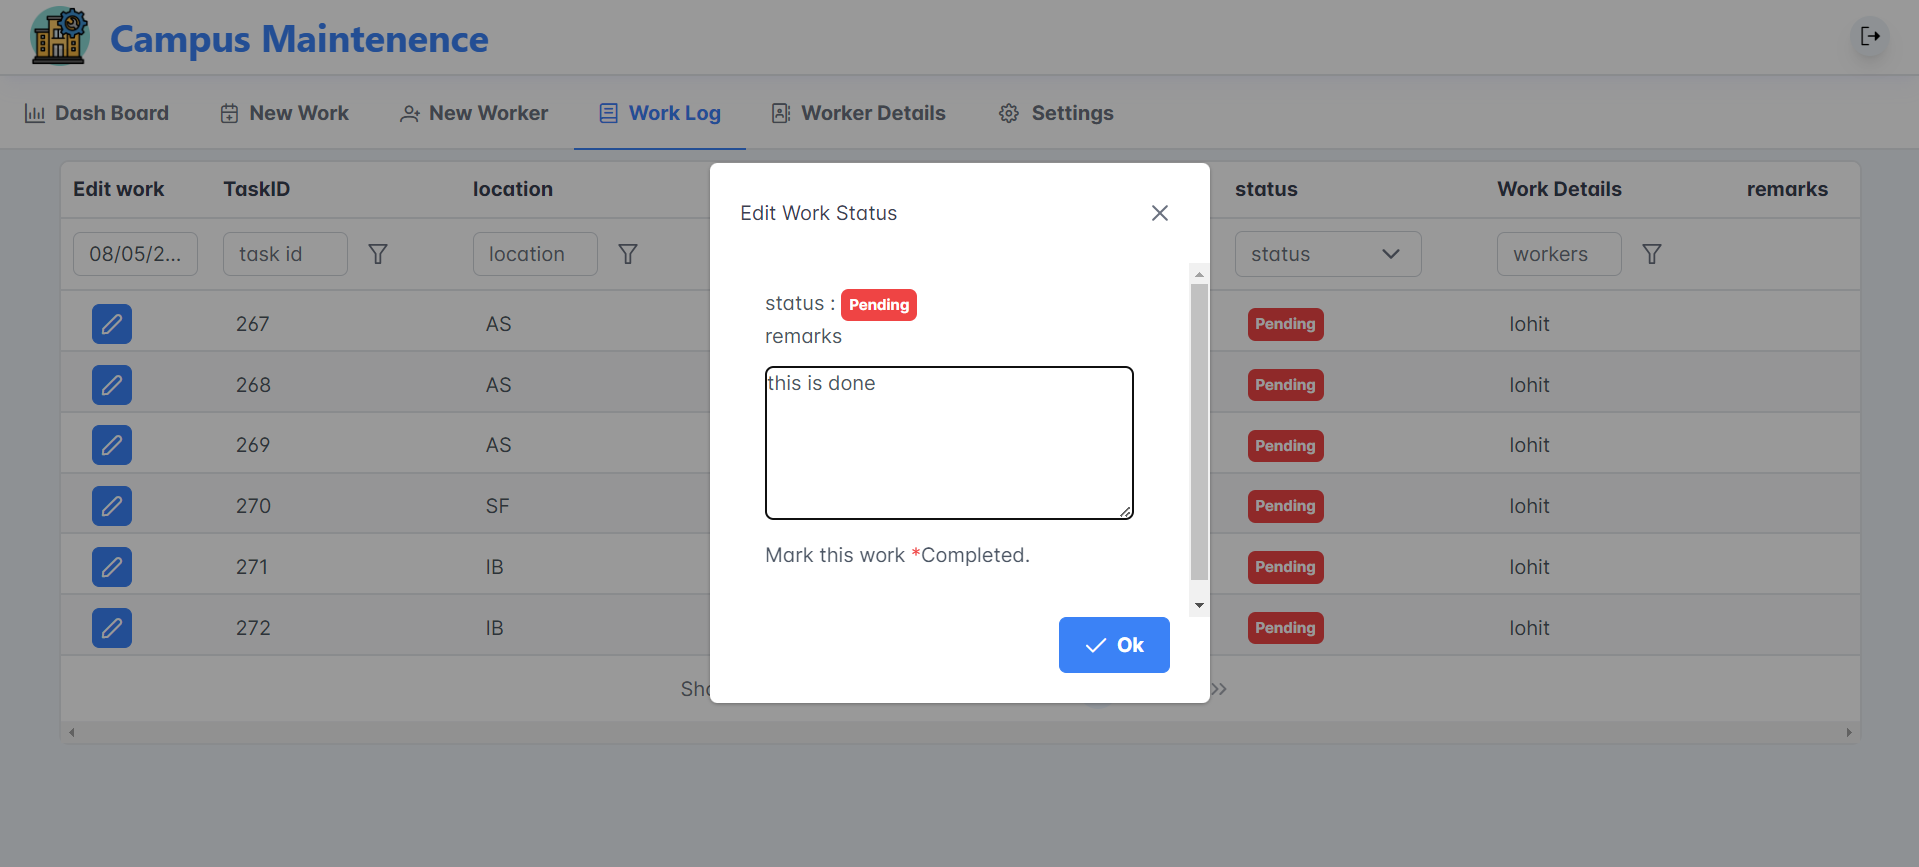 Campus Maintenence
Dash Board New Work New Worker Work Log Worker Details Settings
Edit work TaskID location status Work Details remarks
08/05/2... task id location status workers
Edit Work Status
status : Pending
remarks
this is done
Mark this work *Completed.
Ok
267 AS Pending lohit
268 AS Pending lohit
269 AS Pending lohit
270 SF Pending lohit
271 IB Pending lohit
272 IB Pending lohit